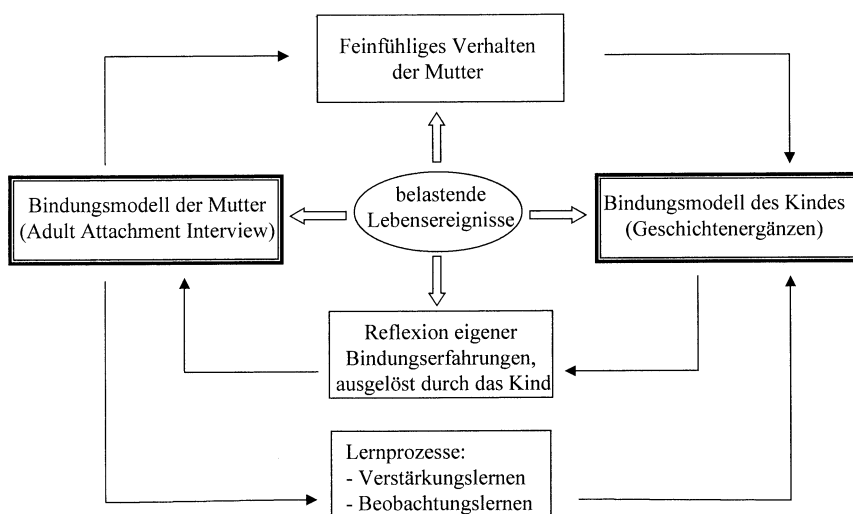 Feinfühliges Verhalten
der Mutter
Bindungsmodell der Mutter
(Adult Attachment Interview)
belastende
Lebensereignisse
Bindungsmodell des Kindes
(Geschichtenergänzen)
Reflexion eigener
Bindungserfahrungen,
ausgelöst durch das Kind
Lernprozesse:
- Verstärkungslernen
- Beobachtungslernen